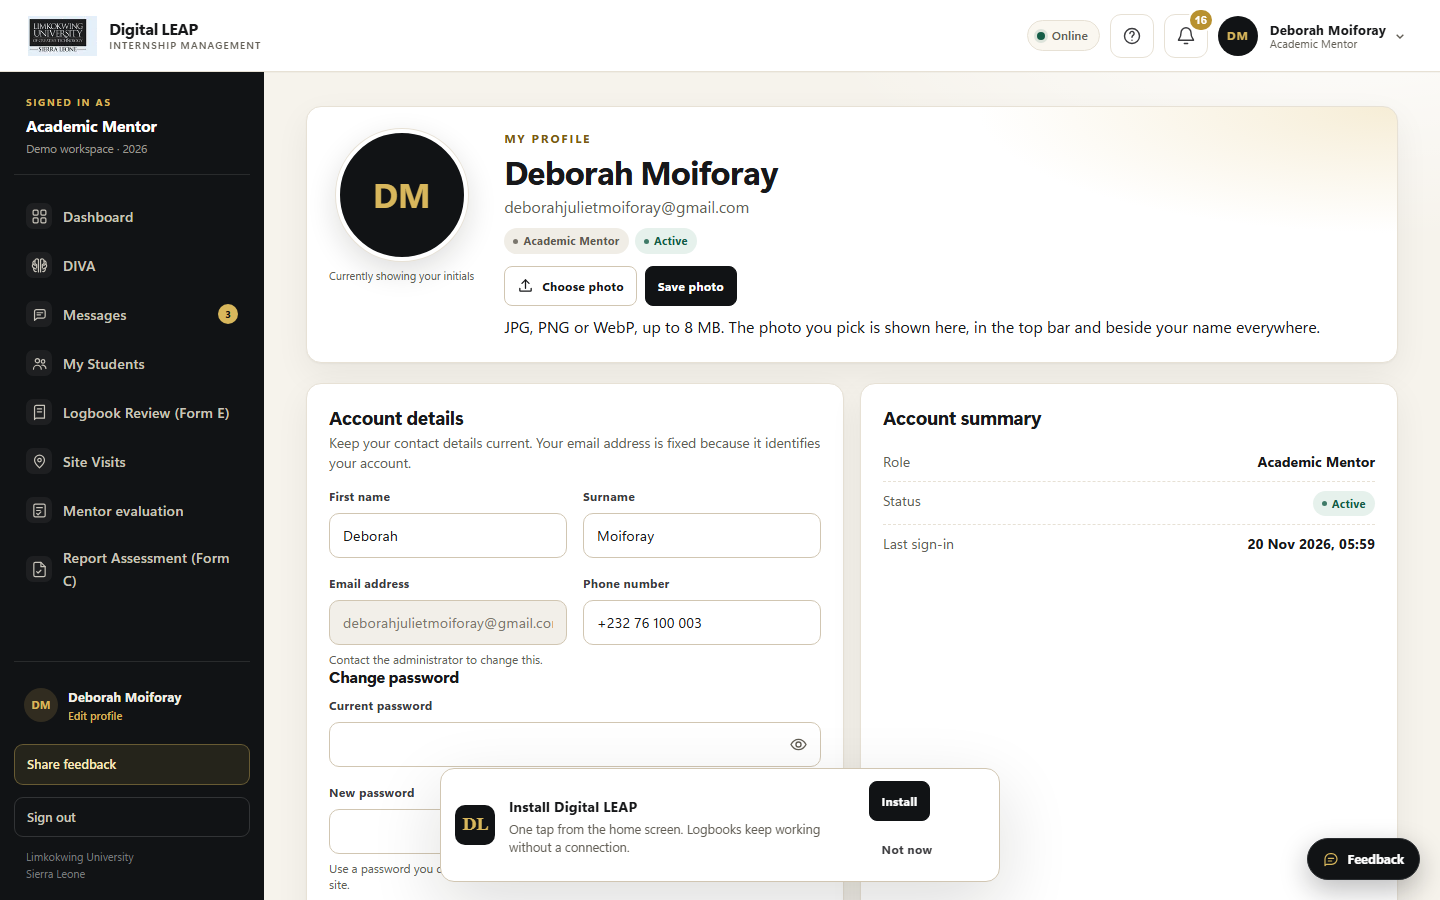 LIMKOKWING
UNIVERSITY
OF CREATIVE TECHNOLOGY
SIERRA LEONE
Digital LEAP
INTERNSHIP MANAGEMENT
Online
16
DM
Deborah Moiforay
Academic Mentor
SIGNED IN AS
Academic Mentor
Demo workspace · 2026
Dashboard
DIVA
Messages
3
My Students
Logbook Review (Form E)
Site Visits
Mentor evaluation
Report Assessment (Form
C)
DM
Deborah Moiforay
Edit profile
Share feedback
Sign out
Limkokwing University
Sierra Leone
DM
Currently showing your initials
MY PROFILE
Deborah Moiforay
deborahjulietmoiforay@gmail.com
Academic Mentor
Active
Choose photo
Save photo
JPG, PNG or WebP, up to 8 MB. The photo you pick is shown here, in the top bar and beside your name everywhere.
Account details
Keep your contact details current. Your email address is fixed because it identifies
your account.
First name
Surname
Deborah
Moiforay
Email address
Phone number
deborahjulietmoiforay@gmail.co
+232 76 100 003
Contact the administrator to change this.
Change password
Current password
New password
Use a password you
site.
Account summary
Role
Academic Mentor
Status
Active
Last sign-in
20 Nov 2026, 05:59
DL
Install Digital LEAP
One tap from the home screen. Logbooks keep working
without a connection.
Install
Not now
Feedback